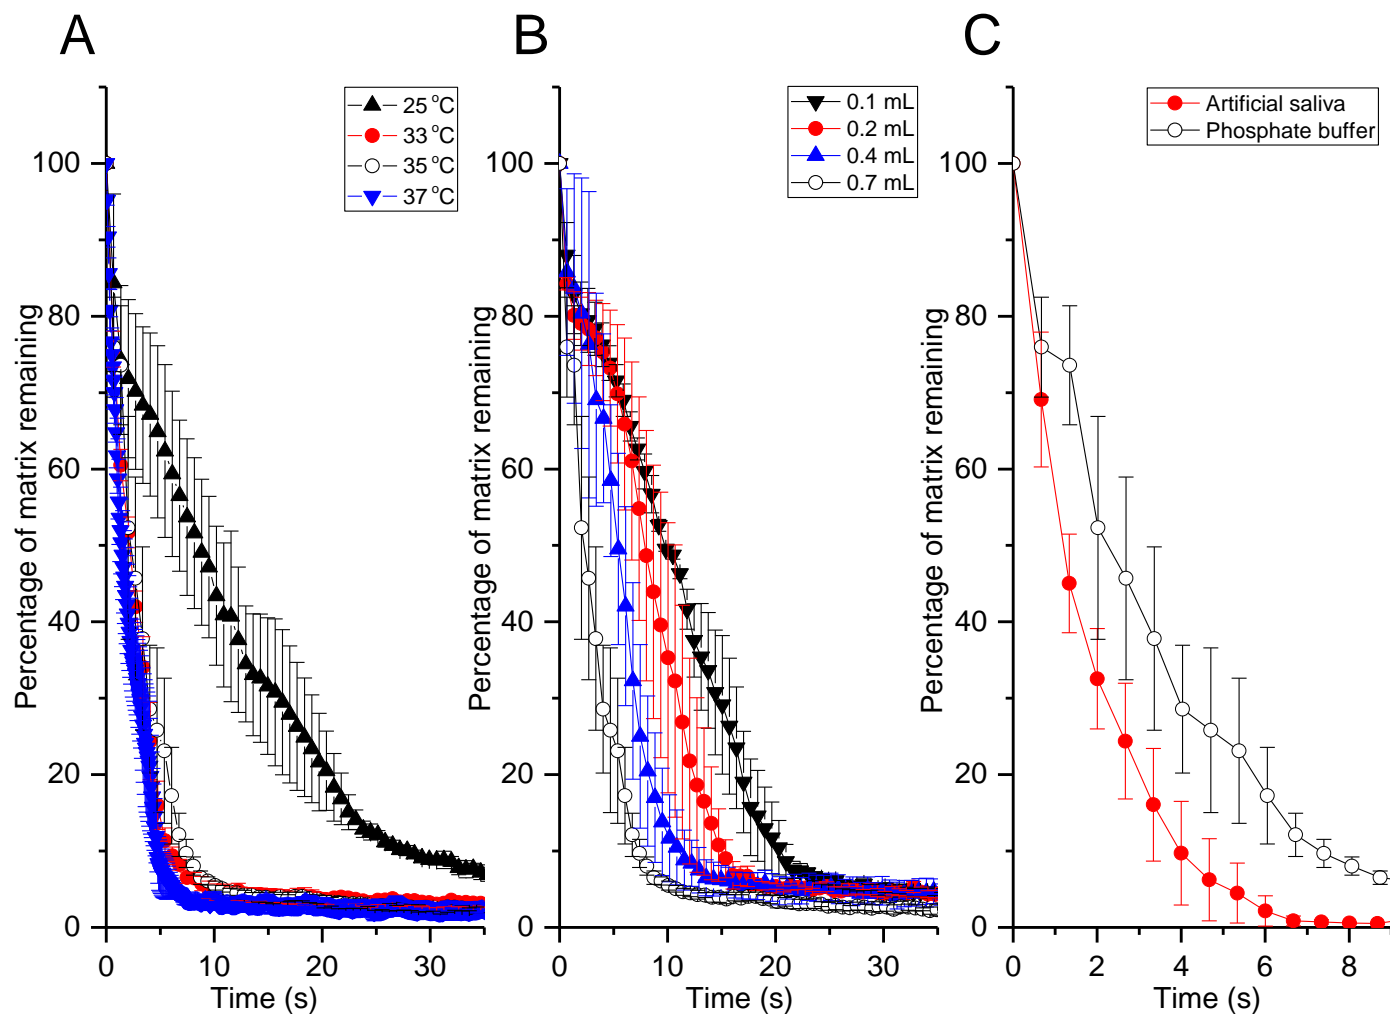 A
B
C
25 °C
33 °C
35 °C
37 °C
0.1 mL
0.2 mL
0.4 mL
0.7 mL
Artificial saliva
Phosphate buffer
Percentage of matrix remaining
100
80
60
40
20
0
0 10 20 30
Time (s)
Percentage of matrix remaining
100
80
60
40
20
0
0 10 20 30
Time (s)
Percentage of matrix remaining
100
80
60
40
20
0
0 2 4 6 8
Time (s)